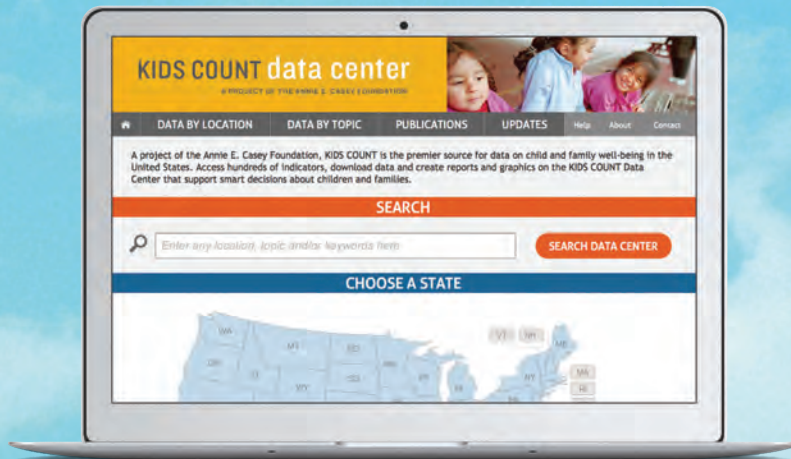 KIDS COUNT data center
A PROJECT OF THE ANNIE E. CASEY FOUNDATION
DATA BY LOCATION DATA BY TOPIC PUBLICATIONS UPDATES Help About Contact
A project of the Annie E. Casey Foundation, KIDS COUNT is the premier source for data on child and family well-being in the
United States. Access hundreds of indicators, download data and create reports and graphics on the KIDS COUNT Data
Center that support smart decisions about children and families.
SEARCH
Enter any location, topic and/or keywords here
SEARCH DATA CENTER
CHOOSE A STATE
WA MT ND VT NH ME
OR ID WY SD WI MI NY MA
RI